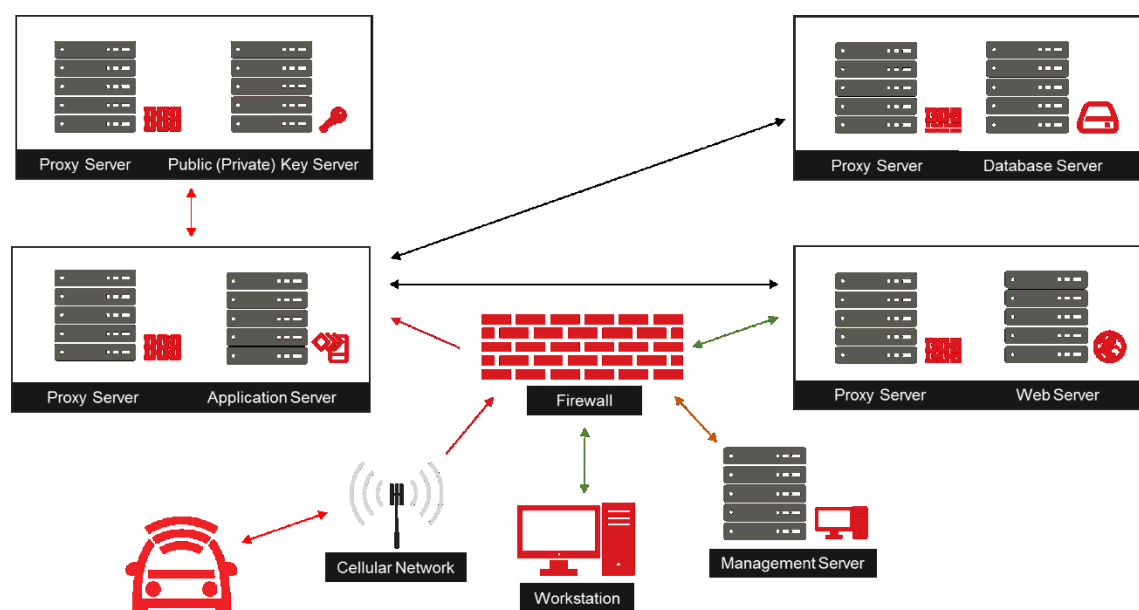 Proxy Server Public (Private) Key Server
Proxy Server Database Server
Proxy Server Application Server
Firewall
Proxy Server Web Server
Cellular Network
Workstation
Management Server